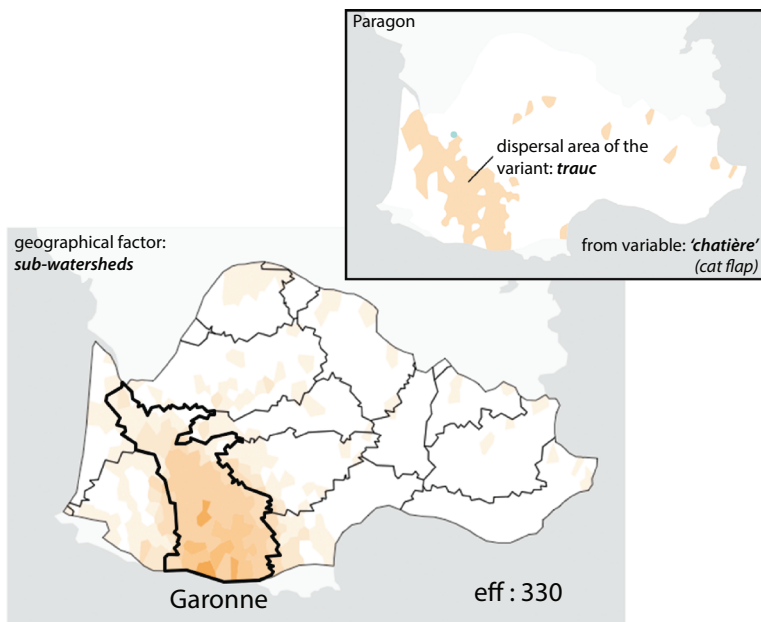 Paragon
dispersal area of the
variant: trauc
from variable: ‘chatière’
(cat flap)
geographical factor:
sub-watersheds
Garonne
eff : 330